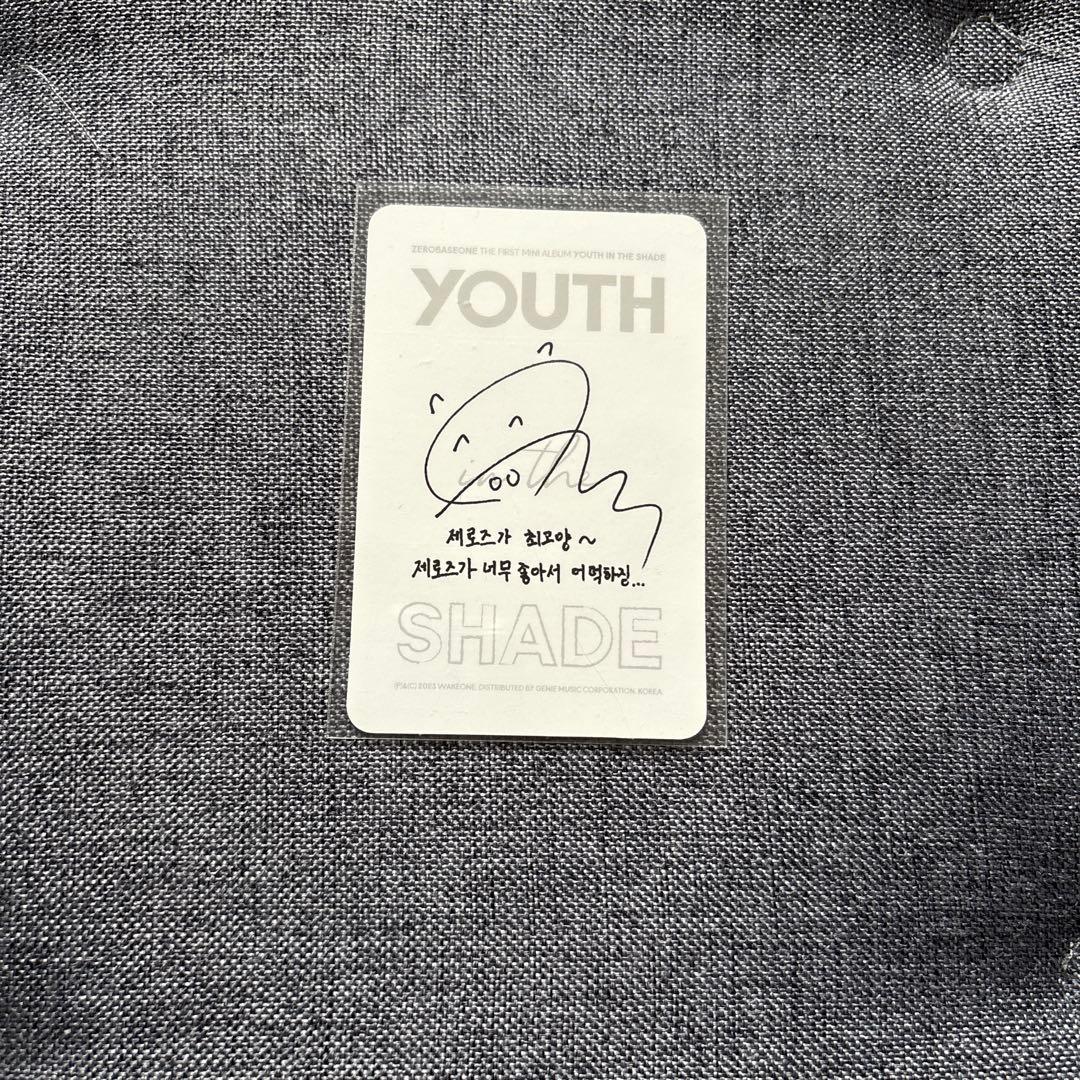 ZEROBASEONE THE FIRST MINI ALBUM YOUTH IN THE SHADE
YOUTH
in the
제로즈가 최고양~
제로즈가 너무 좋아서 어떡하징...
SHADE
Ⓟ&(C) 2023 WAKEONE. DISTRIBUTED BY GENIE MUSIC CORPORATION. KOREA.